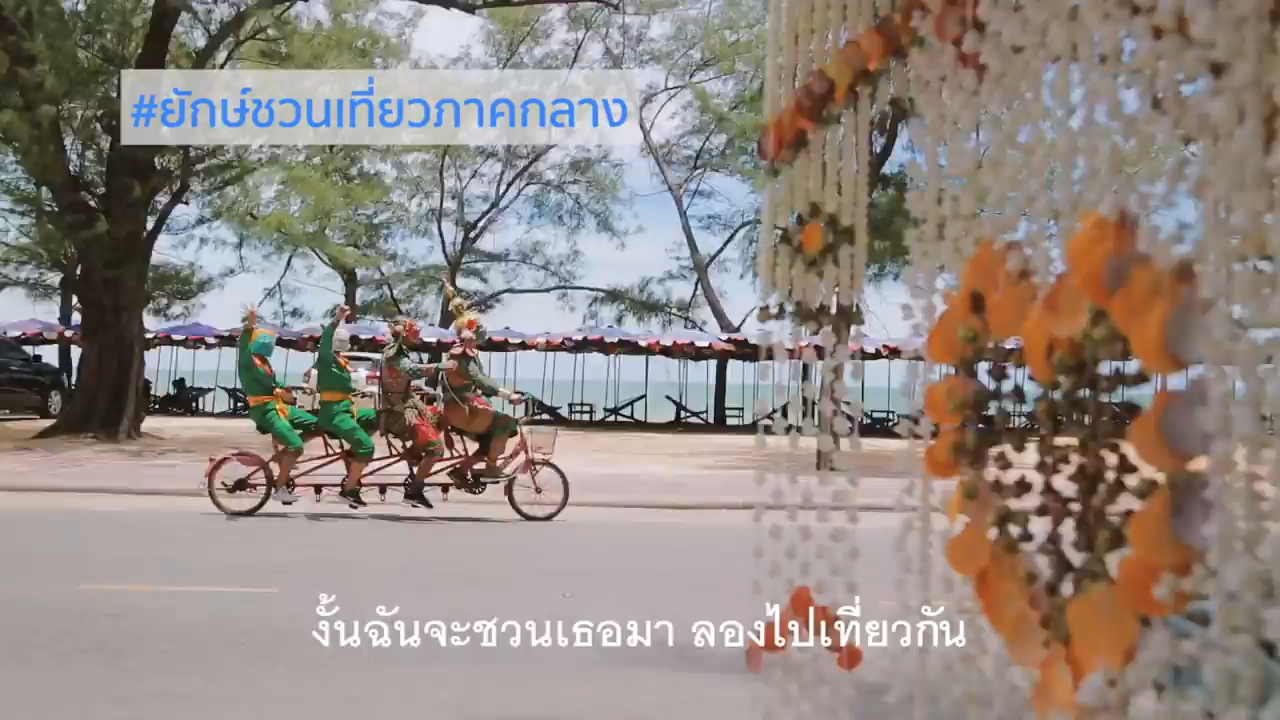 #ยักษ์ชวนเที่ยวภาคกลาง
งั้นฉันจะชวนเธอมา ลองไปเที่ยวกัน